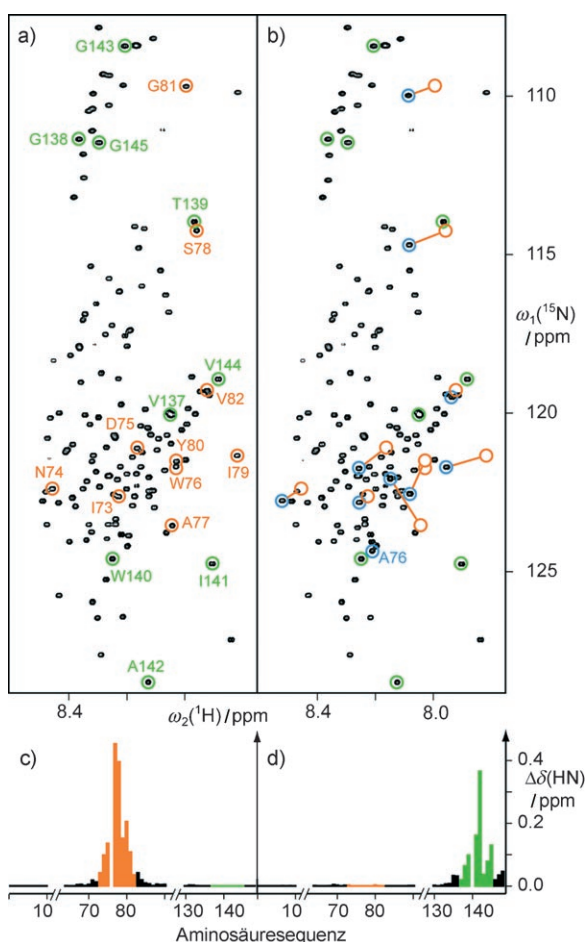 a)
b)
G143
G81
G138
G145
110
T139
S78
115
ω₁(¹⁵N)
/ ppm
V144
V82
V137
120
D75
Y80
I79
N74
W76
I73
A77
A76
W140
I141
125
A142
8.4
ω₂(¹H)/ppm
8.4
8.0
c)
d)
Δδ(HN)
/ ppm
0.4
0.2
0.0
10
70
80
130
140
10
70
80
130
140
Aminosäuresequenz